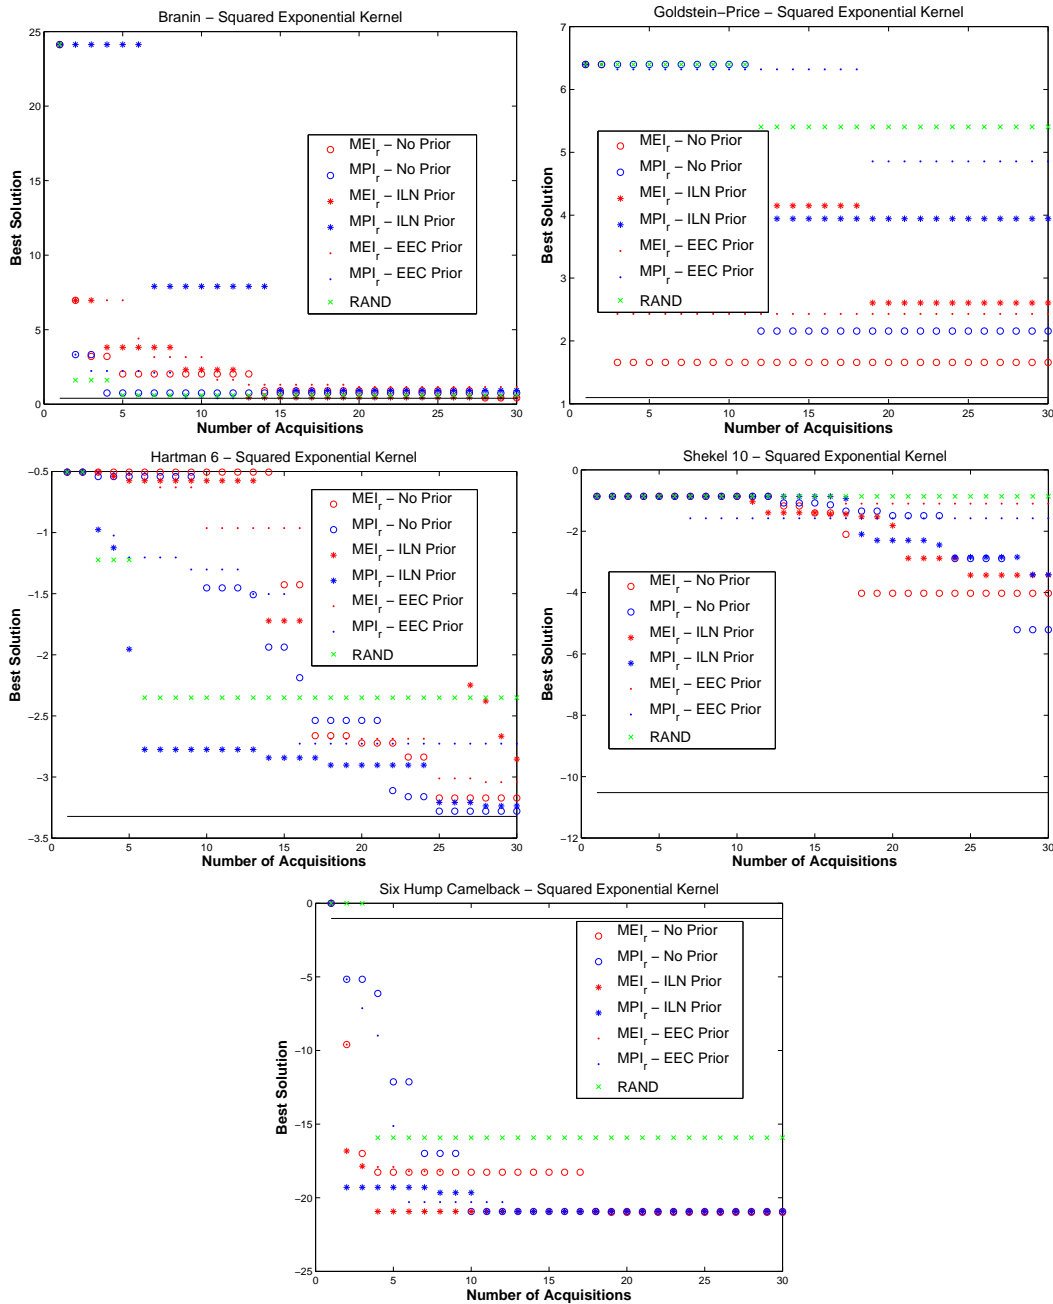 Branin – Squared Exponential Kernel
25
20
15
10
5
0
Best Solution
MEI_r – No Prior
MPI_r – No Prior
MEI_r – ILN Prior
MPI_r – ILN Prior
MEI_r – EEC Prior
MPI_r – EEC Prior
RAND
0 5 10 15 20 25 30
Number of Acquisitions
Goldstein–Price – Squared Exponential Kernel
7
6
5
4
3
2
1
Best Solution
MEI_r – No Prior
MPI_r – No Prior
MEI_r – ILN Prior
MPI_r – ILN Prior
MEI_r – EEC Prior
MPI_r – EEC Prior
RAND
0 5 10 15 20 25 30
Number of Acquisitions
Hartman 6 – Squared Exponential Kernel
−0.5
−1
−1.5
−2
−2.5
−3
−3.5
Best Solution
MEI_r – No Prior
MPI_r – No Prior
MEI_r – ILN Prior
MPI_r – ILN Prior
MEI_r – EEC Prior
MPI_r – EEC Prior
RAND
0 5 10 15 20 25 30
Number of Acquisitions
Shekel 10 – Squared Exponential Kernel
0
−2
−4
−6
−8
−10
−12
Best Solution
MEI_r – No Prior
MPI_r – No Prior
MEI_r – ILN Prior
MPI_r – ILN Prior
MEI_r – EEC Prior
MPI_r – EEC Prior
RAND
0 5 10 15 20 25 30
Number of Acquisitions
Six Hump Camelback – Squared Exponential Kernel
0
−5
−10
−15
−20
−25
Best Solution
MEI_r – No Prior
MPI_r – No Prior
MEI_r – ILN Prior
MPI_r – ILN Prior
MEI_r – EEC Prior
MPI_r – EEC Prior
RAND
0 5 10 15 20 25 30
Number of Acquisitions